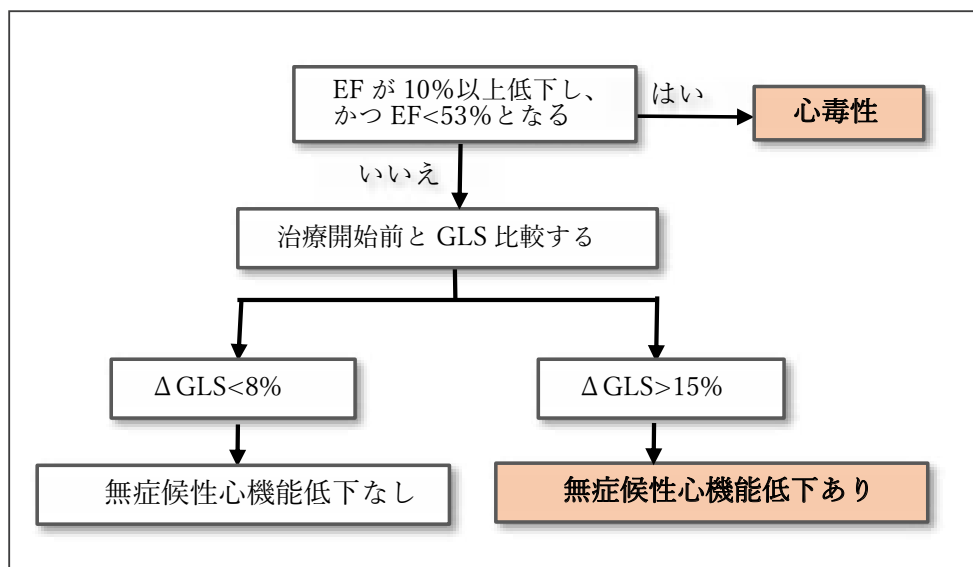 EF が 10%以上低下し、
かつ EF<53%となる
はい
心毒性
いいえ
治療開始前と GLS 比較する
Δ GLS<8%
Δ GLS>15%
無症候性心機能低下なし
無症候性心機能低下あり